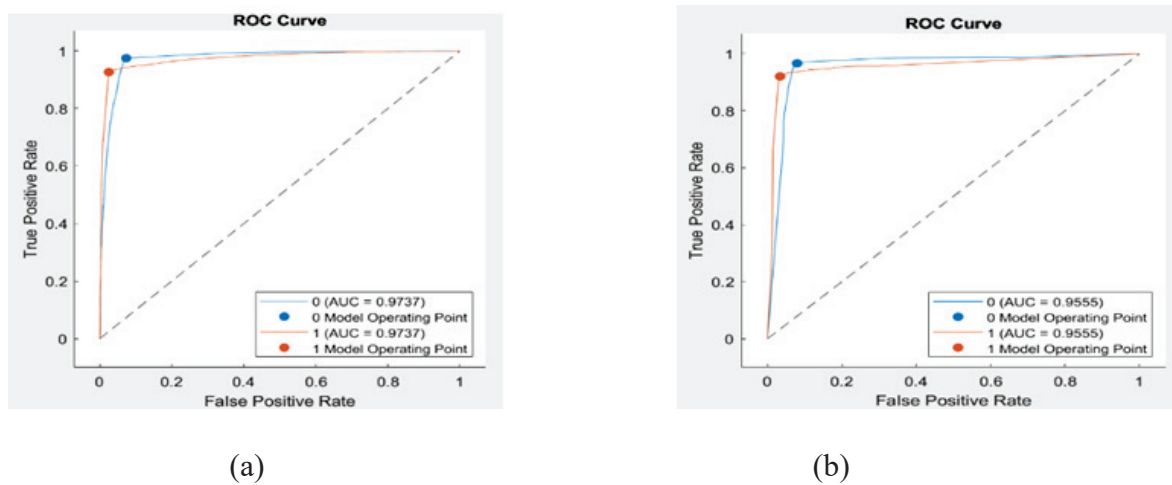 ROC Curve
1
0.8
0.6
0.4
0.2
0
True Positive Rate
0 (AUC = 0.9737)
0 Model Operating Point
1 (AUC = 0.9737)
1 Model Operating Point
0 0.2 0.4 0.6 0.8 1
False Positive Rate
(a)
ROC Curve
1
0.8
0.6
0.4
0.2
0
True Positive Rate
0 (AUC = 0.9555)
0 Model Operating Point
1 (AUC = 0.9555)
1 Model Operating Point
0 0.2 0.4 0.6 0.8 1
False Positive Rate
(b)